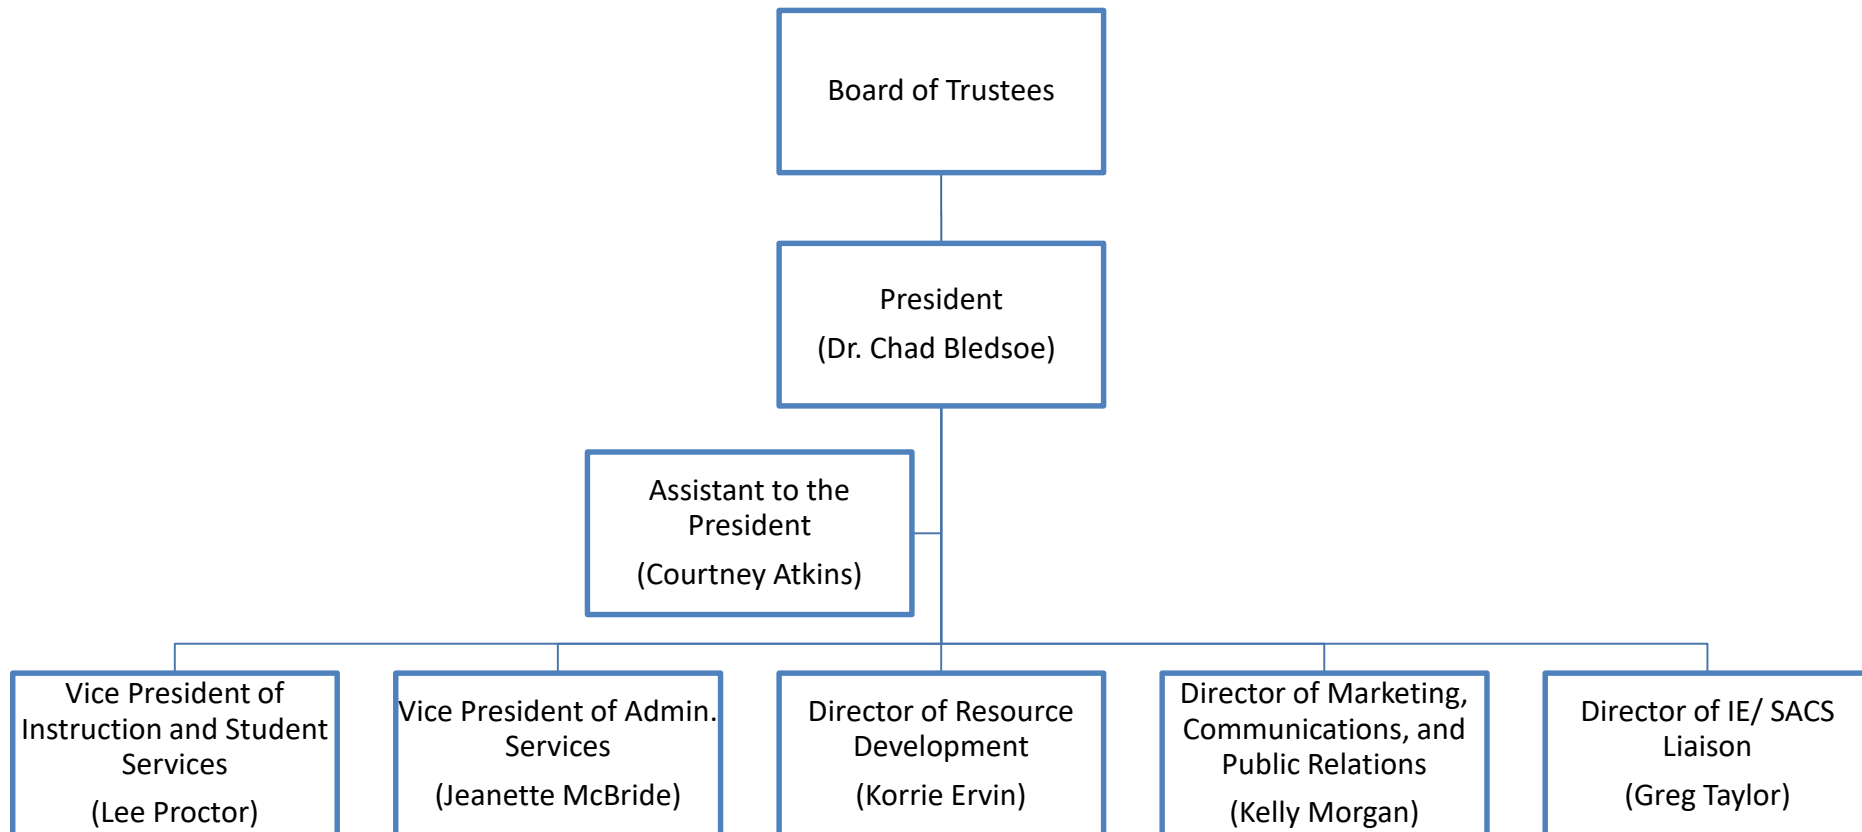 Board of Trustees
President
(Dr. Chad Bledsoe)
Assistant to the
President
(Courtney Atkins)
Vice President of
Instruction and Student
Services
(Lee Proctor)
Vice President of Admin.
Services
(Jeanette McBride)
Director of Resource
Development
(Korrie Ervin)
Director of Marketing,
Communications, and
Public Relations
(Kelly Morgan)
Director of IE/ SACS
Liaison
(Greg Taylor)